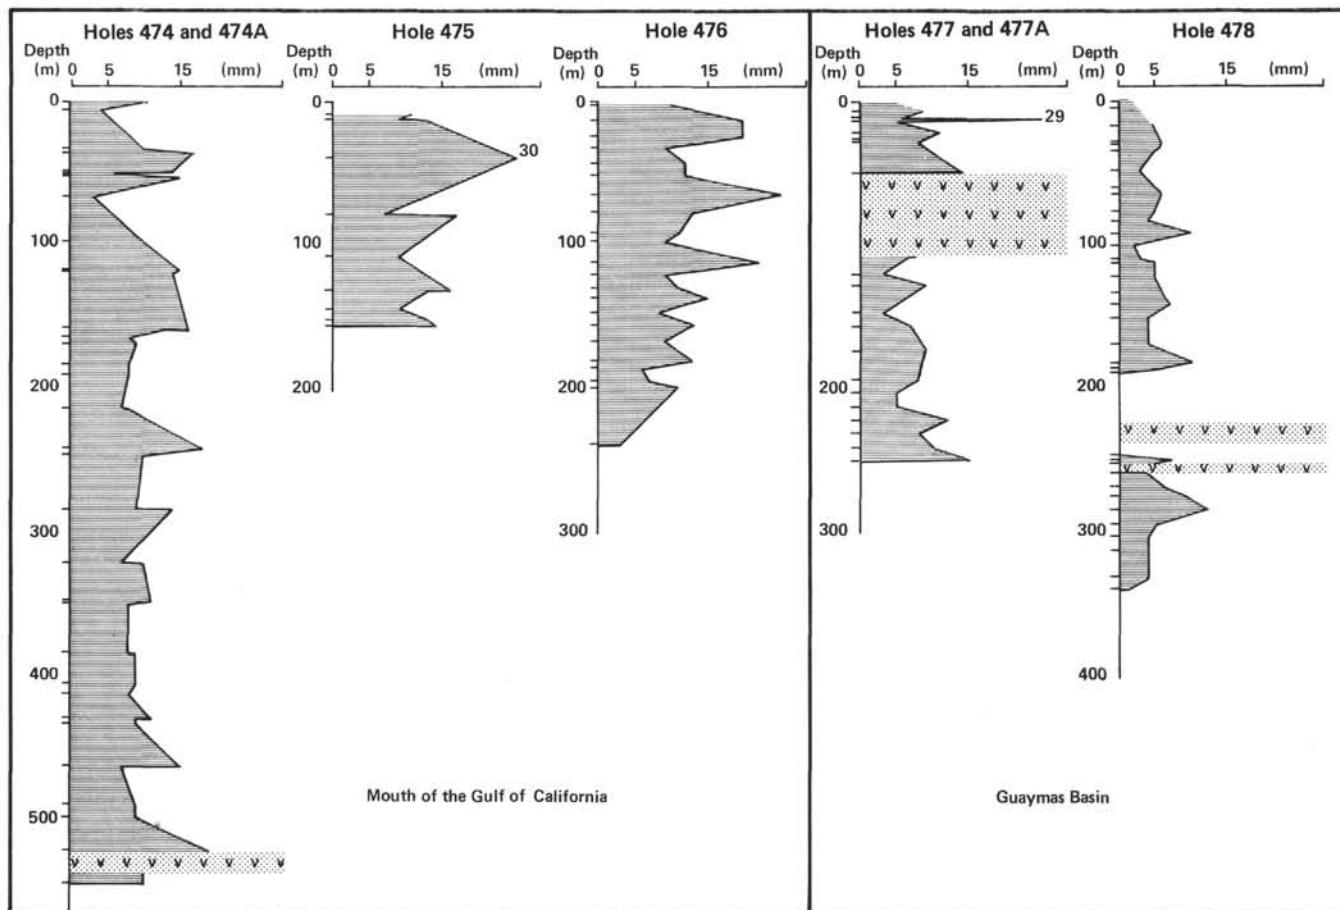 Holes 474 and 474A
Depth (m) 0 5 15 (mm)
0
100
200
300
400
500
V V V V V V V V V
Hole 475
Depth (m) 0 5 15 (mm)
0
30
100
200
Hole 476
Depth (m) 0 5 15 (mm)
0
100
200
300
Mouth of the Gulf of California
Holes 477 and 477A
Depth (m) 0 5 15 (mm)
0
29
V V V V V V V V
V V V V V V V V
V V V V V V V V
100
200
300
Hole 478
Depth (m) 0 5 15 (mm)
0
100
200
V V V V V V V V
V V V V V V V V
300
400
Guaymas Basin